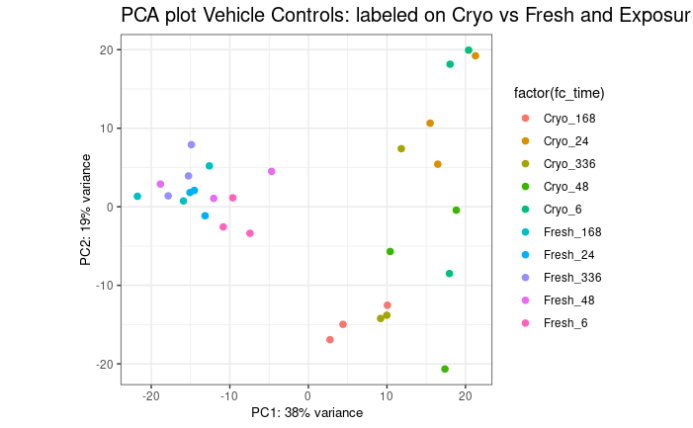 PCA plot Vehicle Controls: labeled on Cryo vs Fresh and Exposur
20
10
0
-10
-20
PC2: 19% variance
-20
-10
0
10
20
PC1: 38% variance
factor(fc_time)
Cryo_168
Cryo_24
Cryo_336
Cryo_48
Cryo_6
Fresh_168
Fresh_24
Fresh_336
Fresh_48
Fresh_6